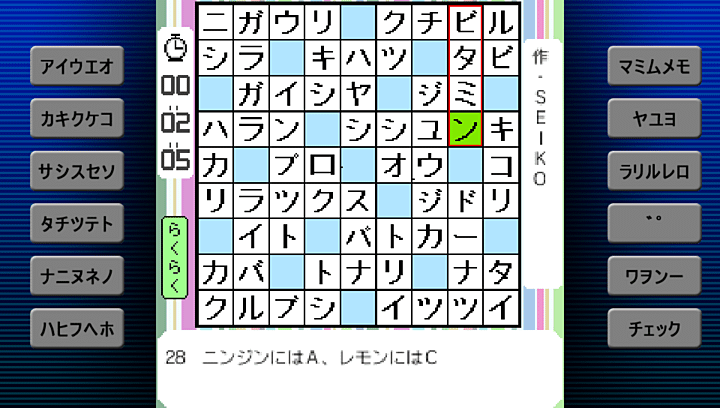 アイウエオ
カキクケコ
サシスセソ
タチツテト
ナニヌネノ
ハヒフヘホ
00
02
05
らくらく
ニガウリ クチビル
シラ キハツ タビ
ガイシヤ ジミ
ハラン シシユンキ
カ プロ オウ コ
リラツクス ジドリ
イト バトカー
カバ トナリ ナタ
クルブシ イツツイ
作・SEIKO
マミムメモ
ヤユヨ
ラリルレロ
゛゜
ワヲンー
チェック
28 ニンジンにはA、レモンにはC